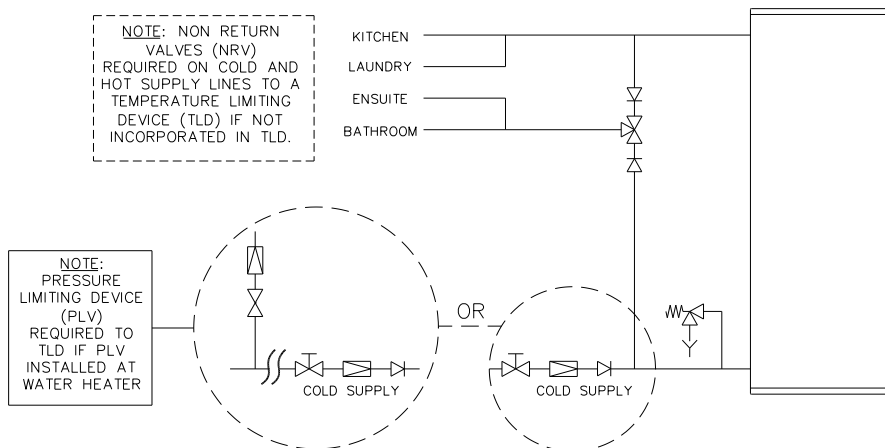 NOTE: NON RETURN
VALVES (NRV)
REQUIRED ON COLD AND
HOT SUPPLY LINES TO A
TEMPERATURE LIMITING
DEVICE (TLD) IF NOT
INCORPORATED IN TLD.
KITCHEN
LAUNDRY
ENSUITE
BATHROOM
NOTE:
PRESSURE
LIMITING DEVICE
(PLV)
REQUIRED TO
TLD IF PLV
INSTALLED AT
WATER HEATER
OR
COLD SUPPLY
COLD SUPPLY